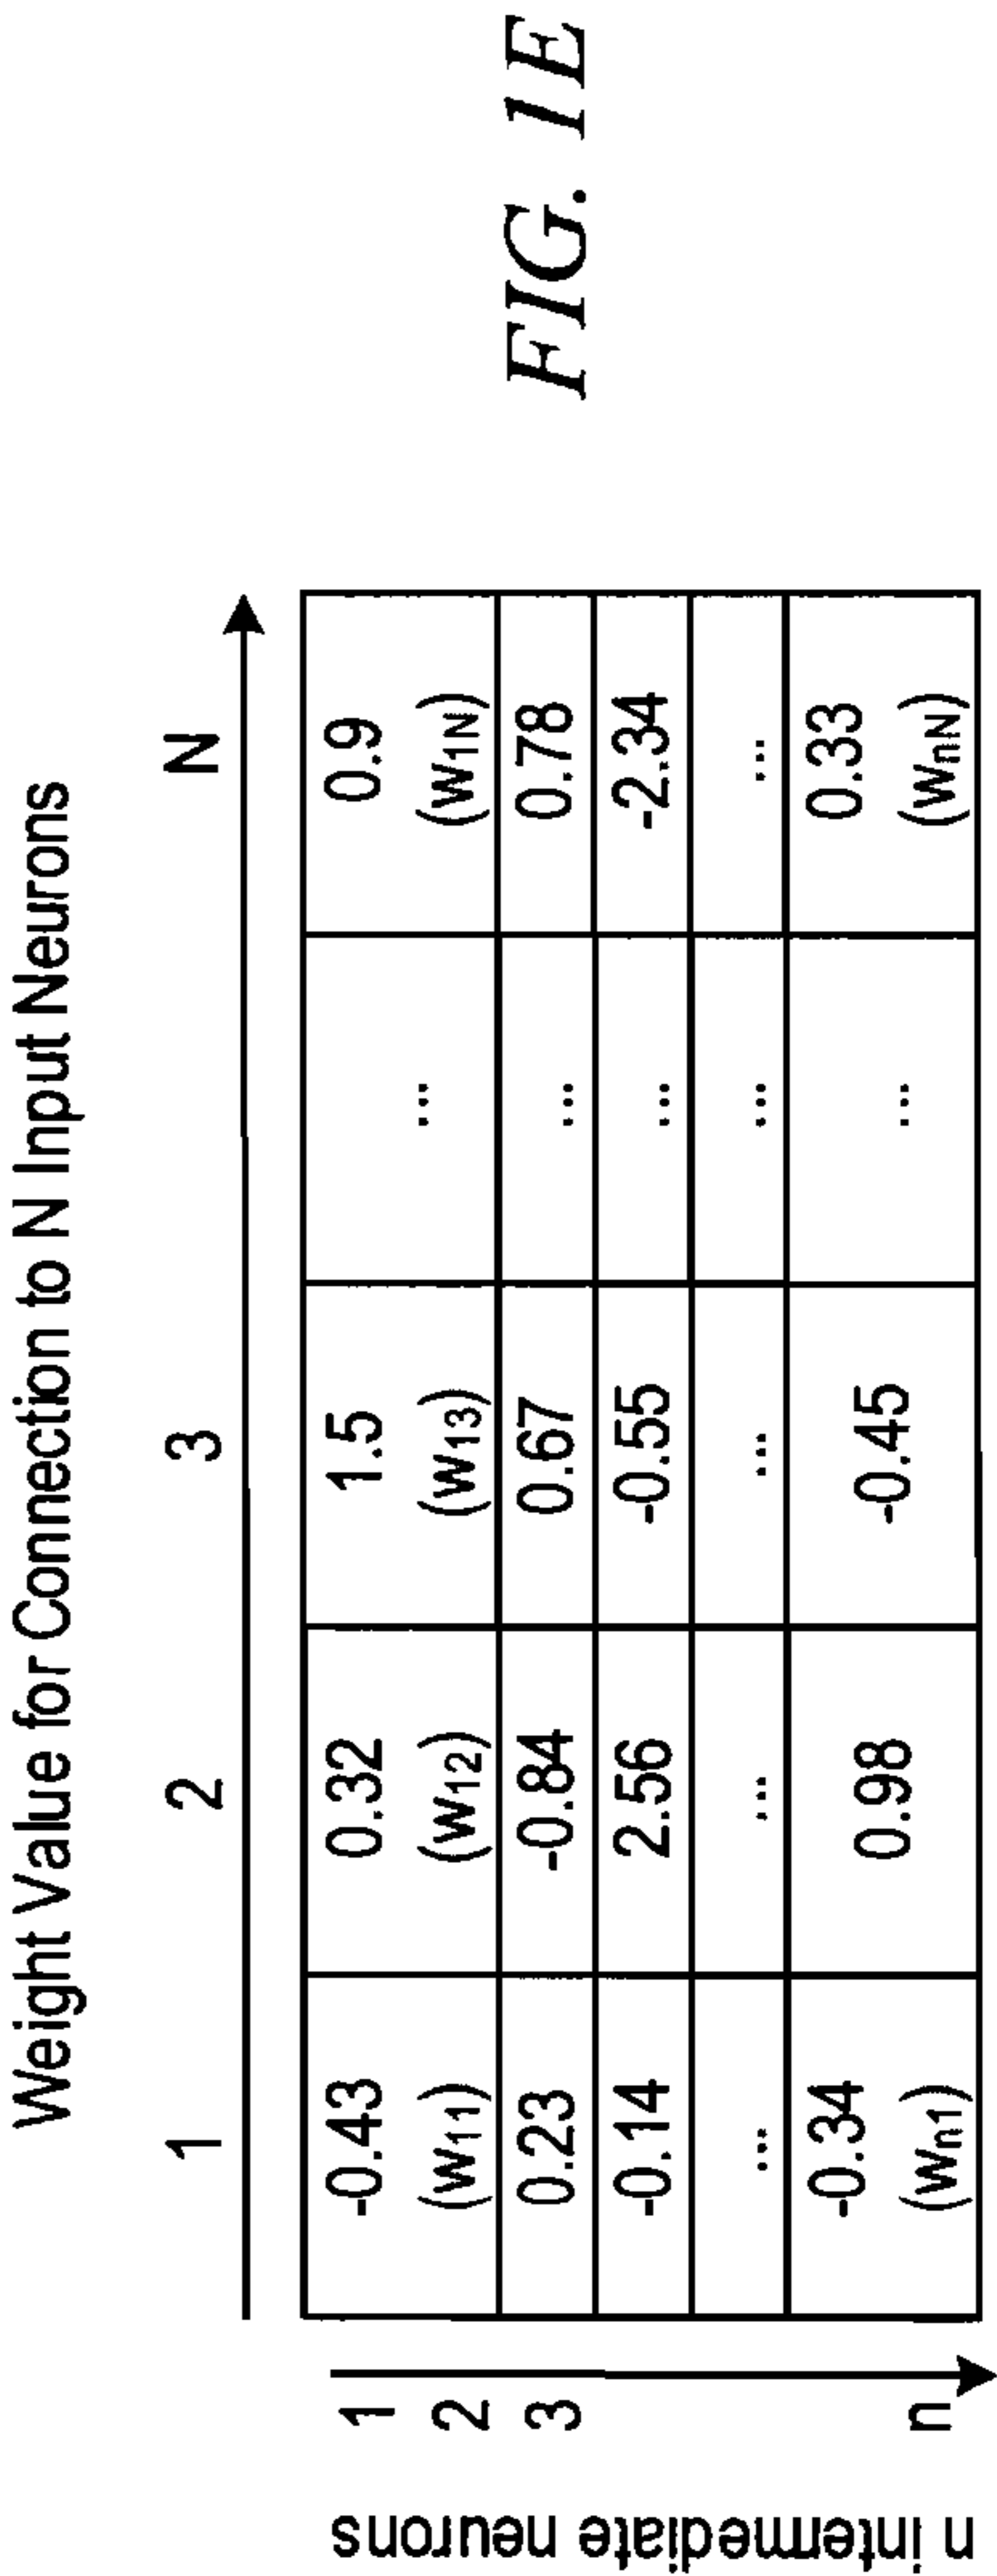 Weight Value for Connection to N Input Neurons
1 2 3 N
n intermediate neurons
1
2
3
n
-0.43 0.32 1.5 ... 0.9
(W11) (W12) (W13) (W1N)
0.23 -0.84 0.67 ... 0.78
-0.14 2.56 -0.55 ... -2.34
... ... ... ... ...
-0.34 0.98 -0.45 ... 0.33
(Wn1) (WnN)
FIG. 1E